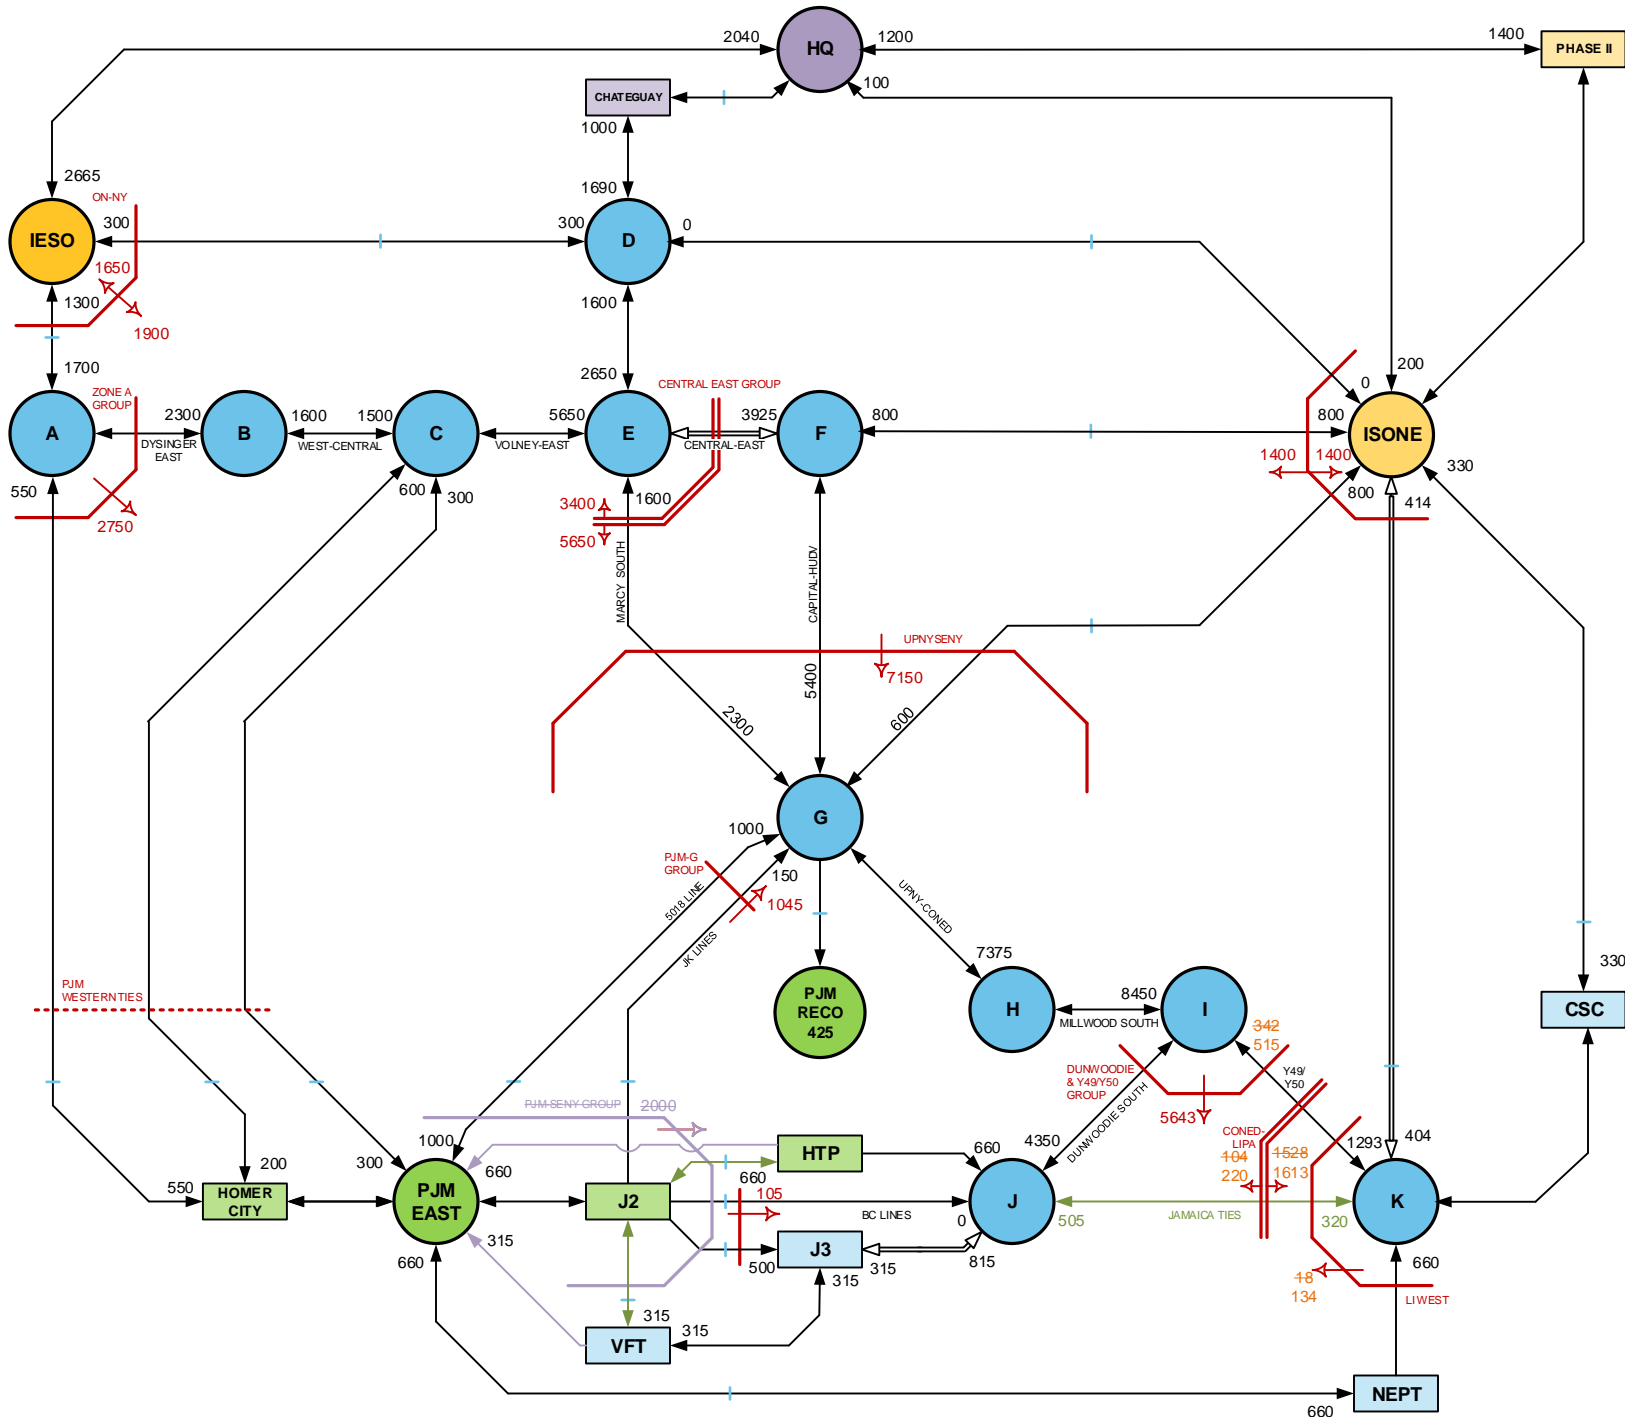 2040
HQ
1200
1400
PHASE II
100
CHATEGUAY
1000
2665
ON-NY
1690
IESO
300
300
D
0
1650
1300
1900
1600
1700
ZONE A
GROUP
2650
CENTRAL EAST GROUP
0
200
A
2300
B
1600
1500
C
5650
E
3925
F
800
800
ISONE
DYSINGER
EAST
WEST-CENTRAL
VOLNEY-EAST
CENTRAL-EAST
550
2750
600
300
1600
3400
5650
1400
1400
800
330
414
MARCY SOUTH
CAPITAL-HUDV
UPNYSENY
7150
2300
5400
600
G
1000
PJM-G
GROUP
150
1045
5018 LINE
JK LINES
UPNY-CONED
PJM
WESTERN TIES
PJM
RECO
425
7375
H
8450
I
MILLWOOD SOUTH
330
CSC
342
515
DUNWOODIE
& Y49/Y50
GROUP
5643
DUNWOODIE SOUTH
Y49/
Y50
PJM-SENY GROUP
2000
CONED-
LIPA
104
220
1528
1613
1293
404
1000
660
HTP
660
4350
200
300
660
550
HOMER
CITY
PJM
EAST
J2
105
BC LINES
J
505
JAMAICA TIES
320
K
0
315
660
500
J3
315
315
815
660
18
134
LI WEST
315
VFT
315
NEPT
660